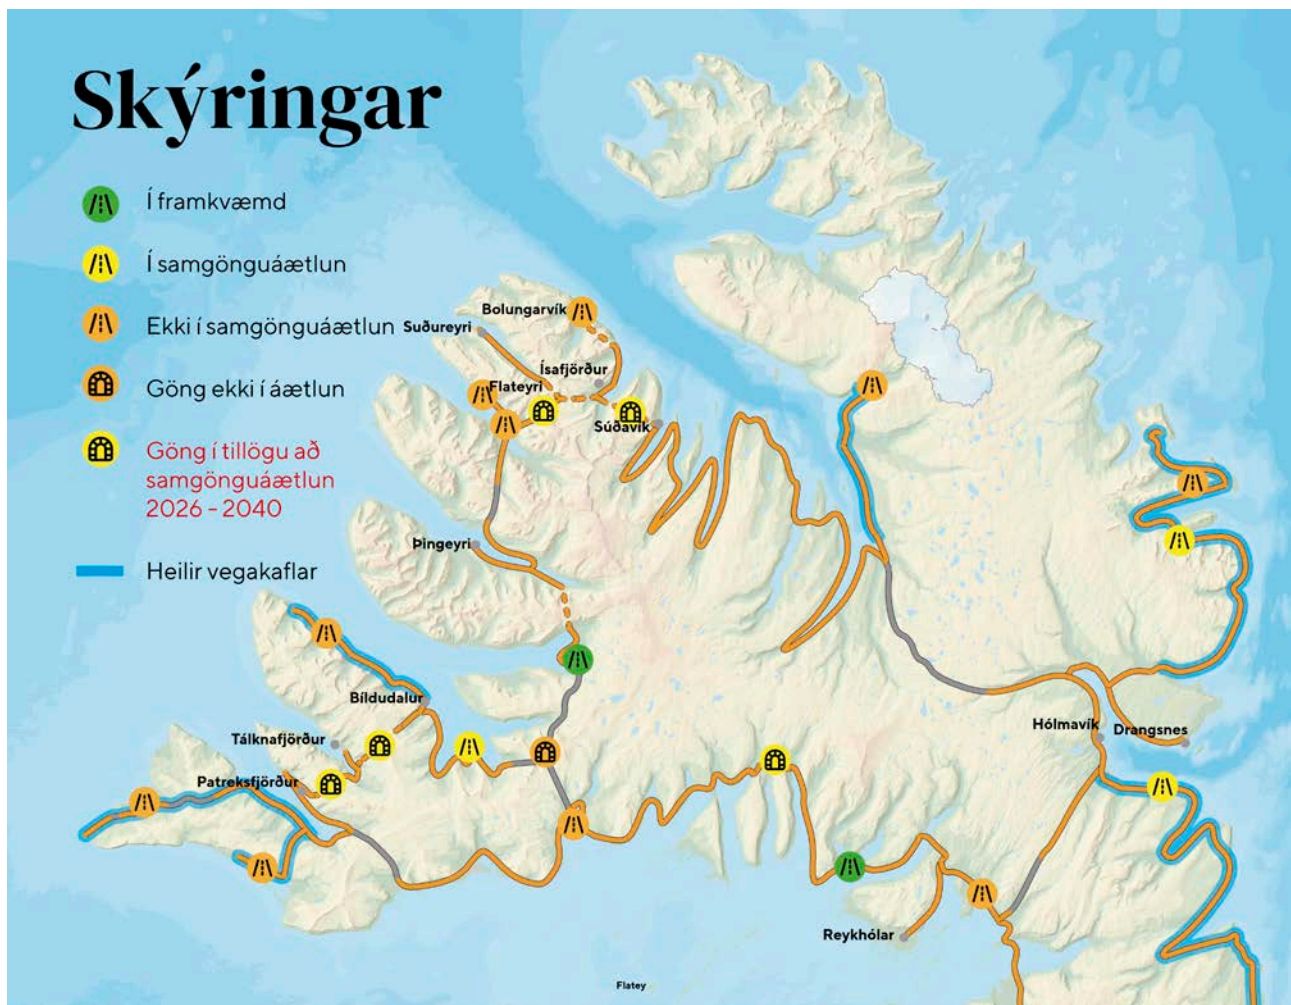 Skýringar
Í framkvæmd
Í samgönguáætlun
Ekki í samgönguáætlun
Göng ekki í áætlun
Göng í tillögu að
samgönguáætlun
2026 - 2040
Heilir vegakaflar
Bolungarvík
Suðureyri
Ísafjörður
Flateyri
Súðavík
Þingeyri
Bíldudalur
Tálknafjörður
Patreksfjörður
Hólmavík
Drangsnes
Reykhólar
Flatey